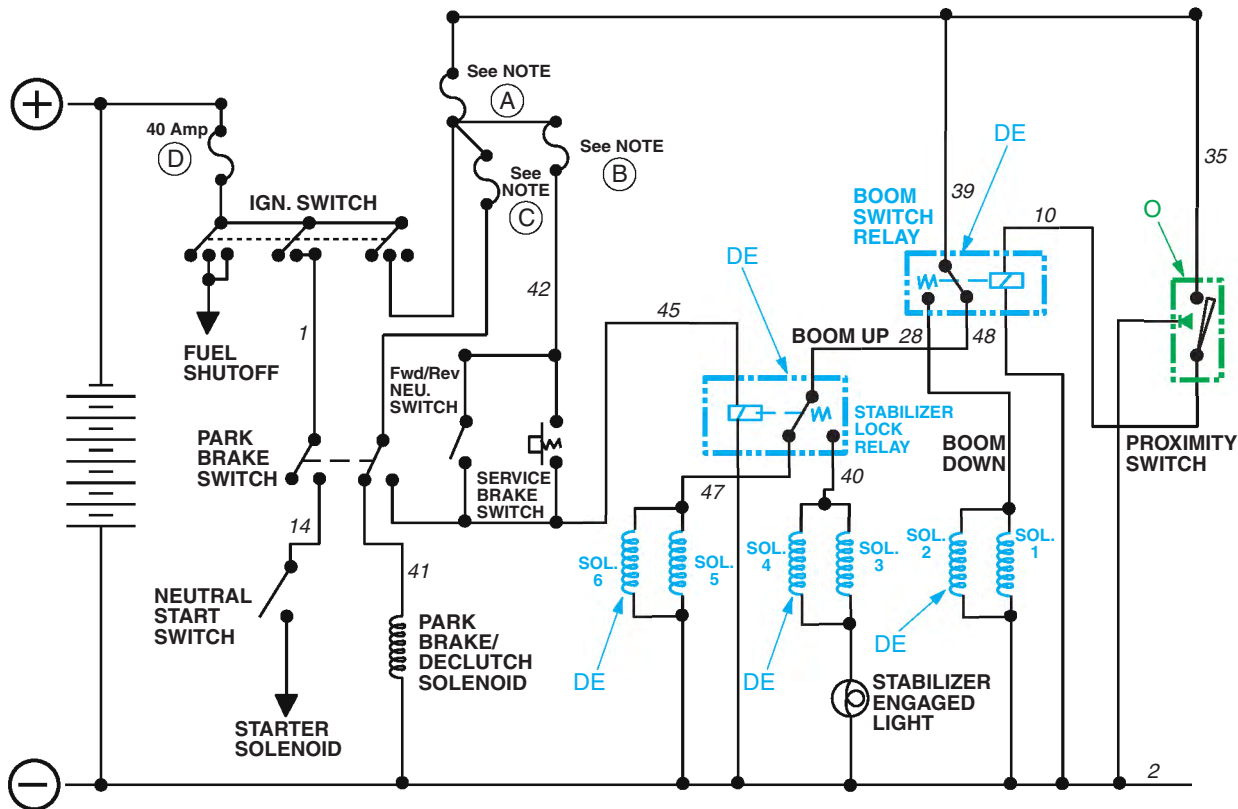 See NOTE
A
40 Amp
D
See NOTE
B
See
NOTE
C
DE
35
IGN. SWITCH
BOOM
SWITCH
RELAY
39
10
O
DE
42
45
1
FUEL
SHUTOFF
Fwd/Rev
NEU.
SWITCH
DE
BOOM UP
28
48
STABILIZER
LOCK
RELAY
PROXIMITY
SWITCH
BOOM
DOWN
PARK
BRAKE
SWITCH
SERVICE
BRAKE
SWITCH
47
40
14
41
SOL.
6
SOL.
5
SOL.
4
SOL.
3
SOL.
2
SOL.
1
NEUTRAL
START
SWITCH
PARK
BRAKE/
DECLUTCH
SOLENOID
DE
DE
DE
STABILIZER
ENGAGED
LIGHT
STARTER
SOLENOID
2